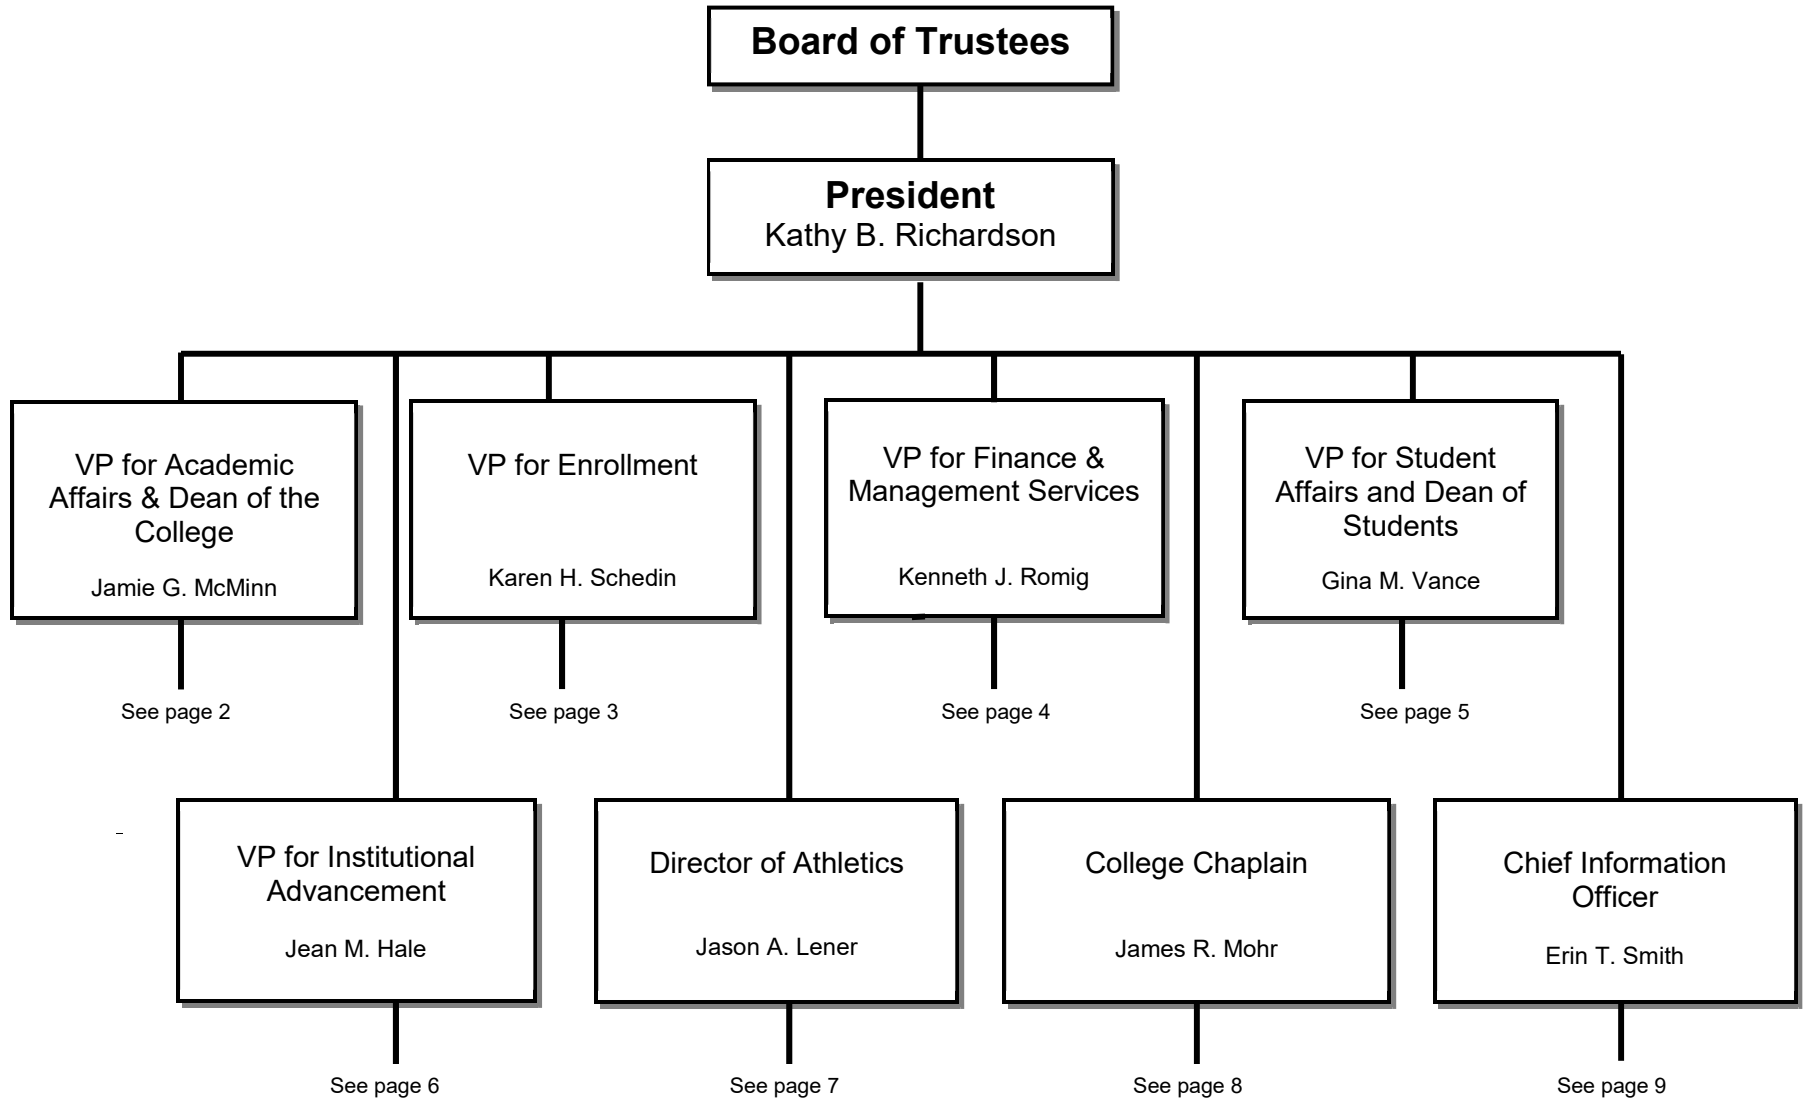 Board of Trustees
President
Kathy B. Richardson
VP for Academic
Affairs & Dean of the
College
Jamie G. McMinn
VP for Enrollment
Karen H. Schedin
VP for Finance &
Management Services
Kenneth J. Romig
VP for Student
Affairs and Dean of
Students
Gina M. Vance
See page 2
See page 3
See page 4
See page 5
VP for Institutional
Advancement
Jean M. Hale
Director of Athletics
Jason A. Lener
College Chaplain
James R. Mohr
Chief Information
Officer
Erin T. Smith
See page 6
See page 7
See page 8
See page 9